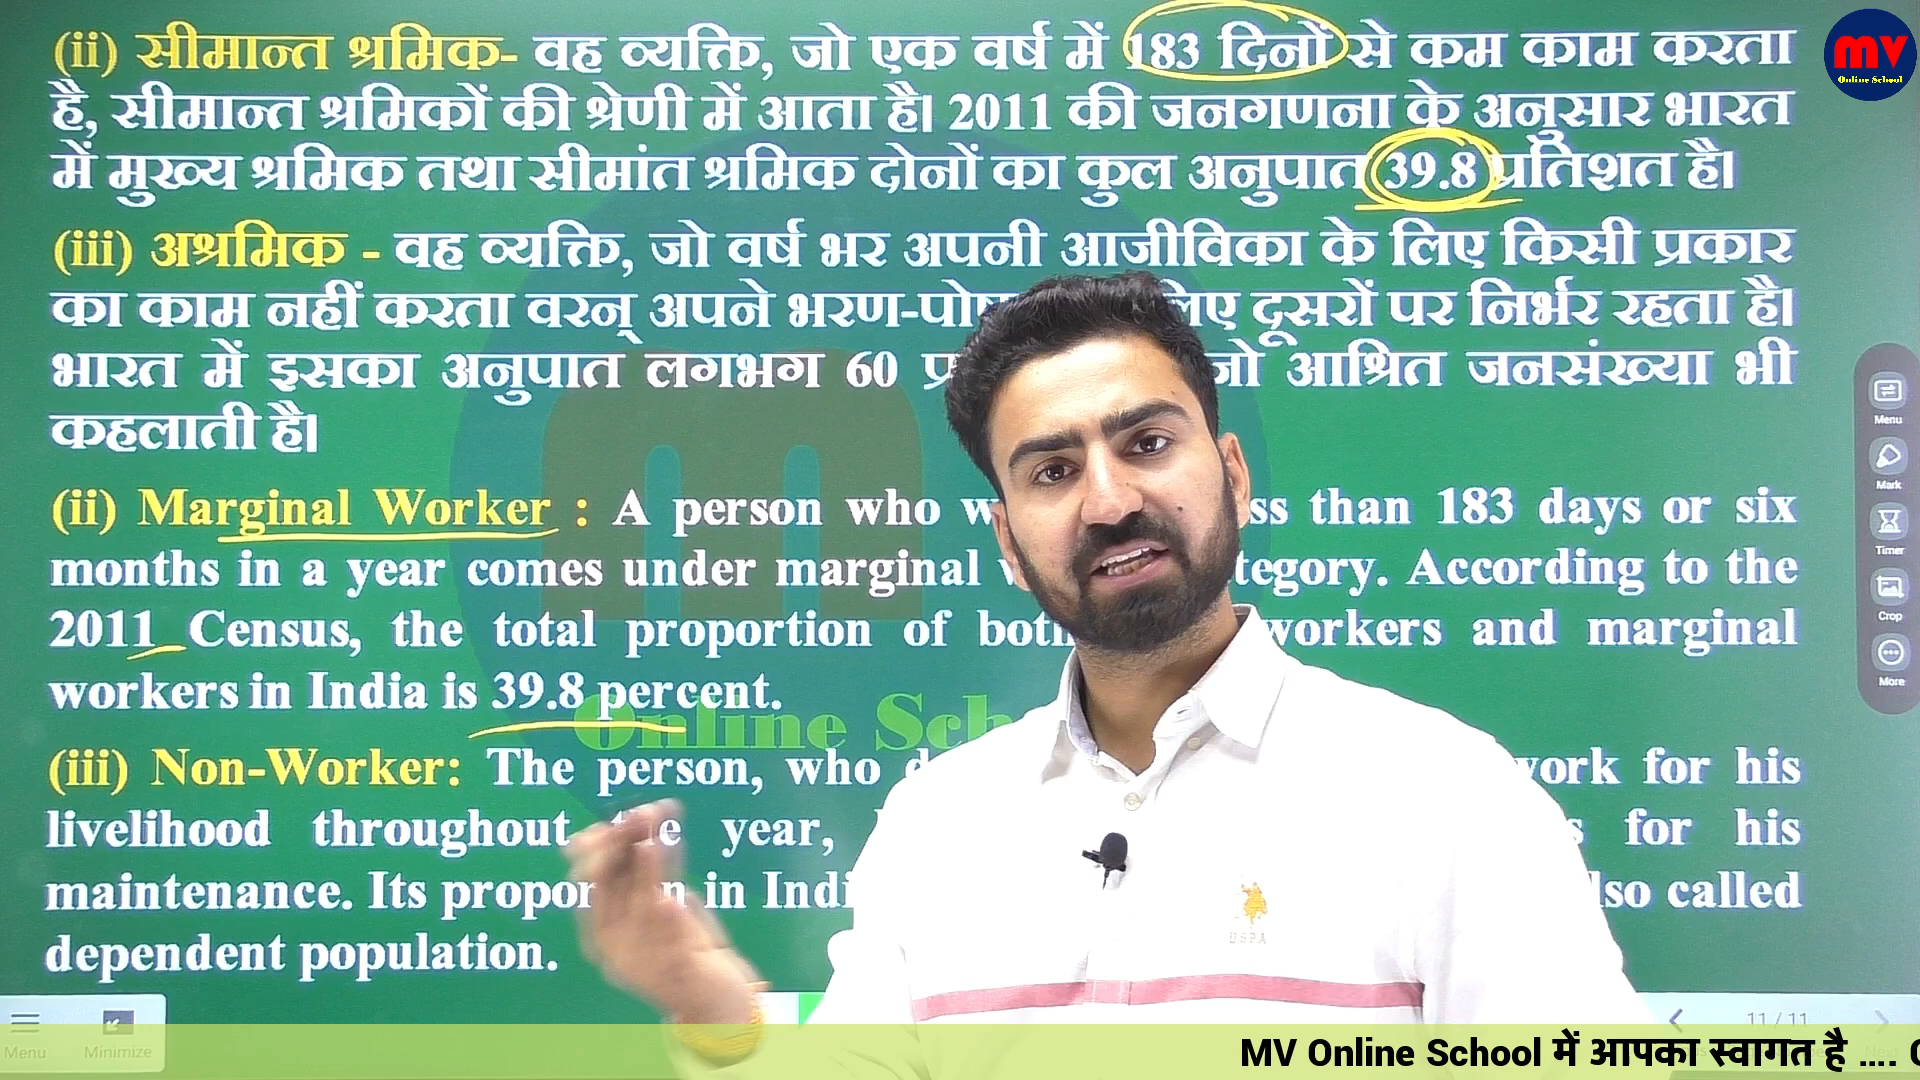 (ii) सीमान्त श्रमिक- वह व्यक्ति, जो एक वर्ष में 183 दिनों से कम काम करता
है, सीमान्त श्रमिकों की श्रेणी में आता है। 2011 की जनगणना के अनुसार भारत
में मुख्य श्रमिक तथा सीमांत श्रमिक दोनों का कुल अनुपात 39.8 प्रतिशत है।
(iii) अश्रमिक - वह व्यक्ति, जो वर्ष भर अपनी आजीविका के लिए किसी प्रकार
का काम नहीं करता वरन् अपने भरण-पोष लिए दूसरों पर निर्भर रहता है।
भारत में इसका अनुपात लगभग 60 जो आश्रित जनसंख्या भी
कहलाती है।
(ii) Marginal Worker : A person who than 183 days or six
months in a year comes under marginal According to the
2011 Census, the total proportion of both workers and marginal
workers in India is 39.8 percent.
Online Sch
(iii) Non-Worker: The person, who work for his
livelihood throughout the year, for his
maintenance. Its in called
dependent population.
mv
Online School
m
Menu
Mark
Timer
Crop
More
USPA
Menu Minimize
11/11
MV Online School में आपका स्वागत है ....